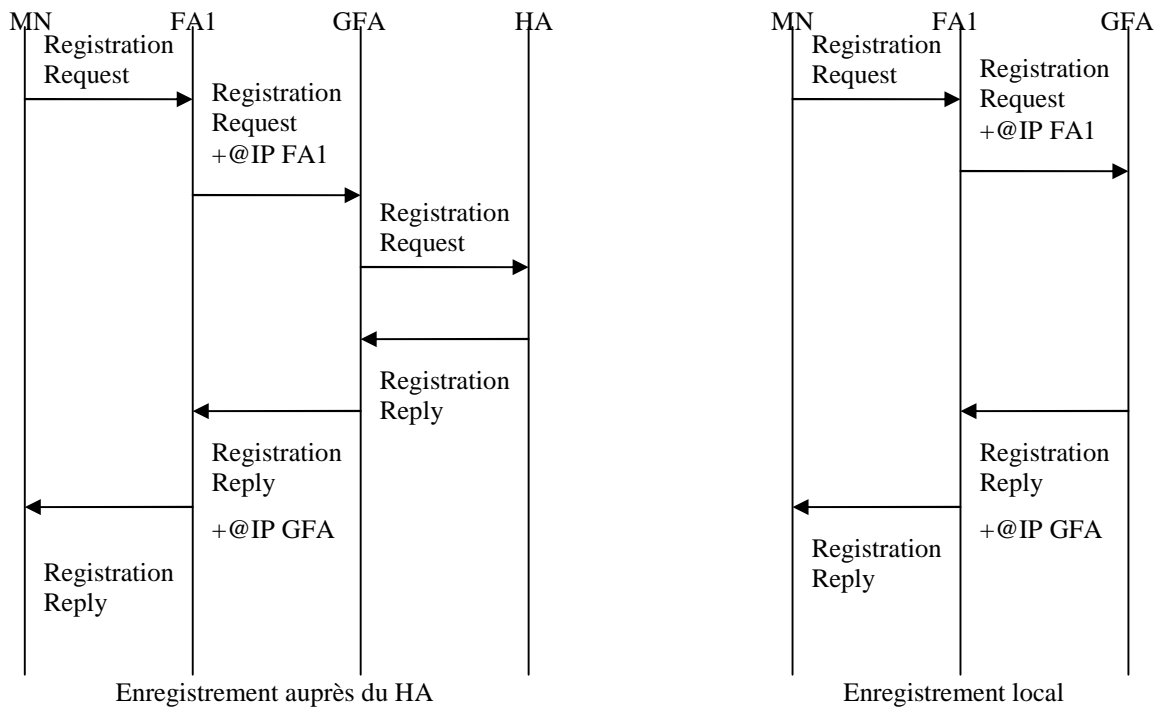 MN FA1 GFA HA
Registration
Request
Registration
Request
+@IP FA1
Registration
Request
Registration
Reply
Registration
Reply
+@IP GFA
Registration
Reply
Enregistrement auprès du HA
MN FA1 GFA
Registration
Request
Registration
Request
+@IP FA1
Registration
Reply
+@IP GFA
Registration
Reply
Enregistrement local